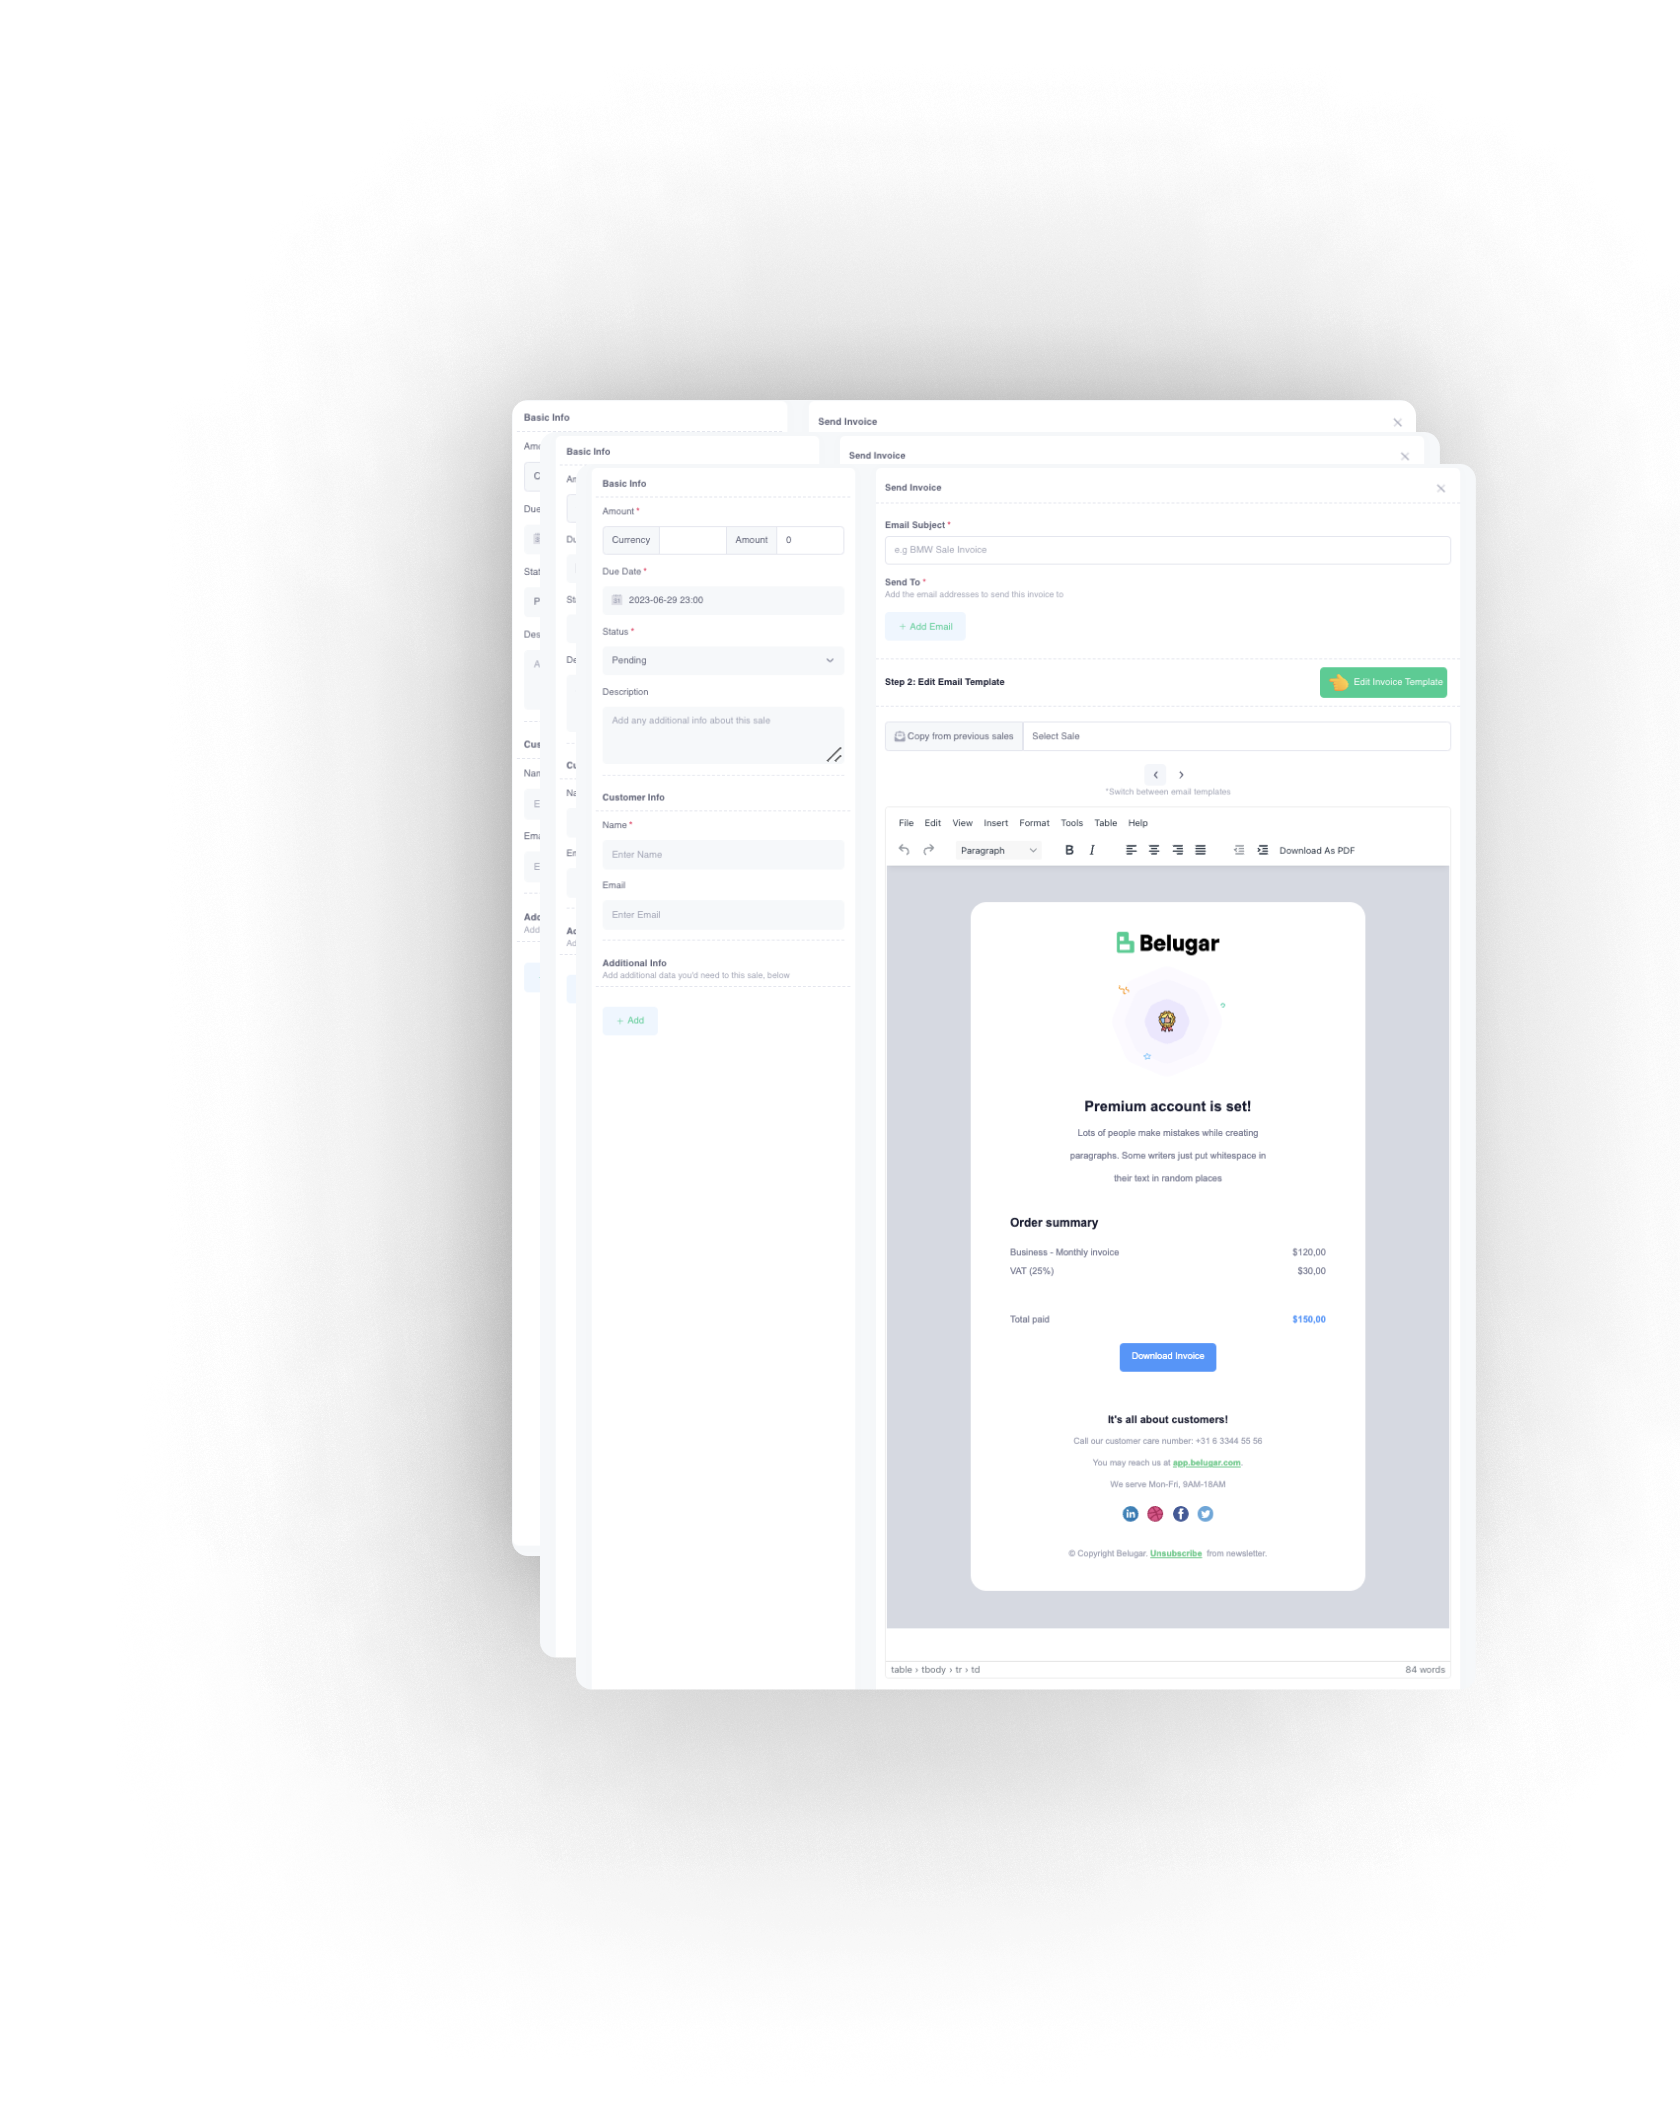 Basic Info
Send Invoice
Basic Info
Send Invoice
Basic Info
Amount *
Currency
Amount
0
Due Date *
2023-06-29 23:00
Status *
Pending
Description
Add any additional info about this sale
Customer Info
Name *
Enter Name
Email
Enter Email
Additional Info
Add additional data you'd need to this sale, below
+ Add
Send Invoice
Email Subject *
e.g BMW Sale Invoice
Send To *
Add the email addresses to send this invoice to
+ Add Email
Step 2: Edit Email Template
Edit Invoice Template
Copy from previous sales
Select Sale
*Switch between email templates
File Edit View Insert Format Tools Table Help
Paragraph B I Download As PDF
Belugar
Premium account is set!
Lots of people make mistakes while creating
paragraphs. Some writers just put whitespace in
their text in random places
Order summary
Business - Monthly invoice $120,00
VAT (25%) $30,00
Total paid $150,00
Download Invoice
It's all about customers!
Call our customer care number: +31 6 3344 55 56
You may reach us at app.belugar.com.
We serve Mon-Fri, 9AM-18AM
© Copyright Belugar. Unsubscribe from newsletter.
table › tbody › tr › td
84 words